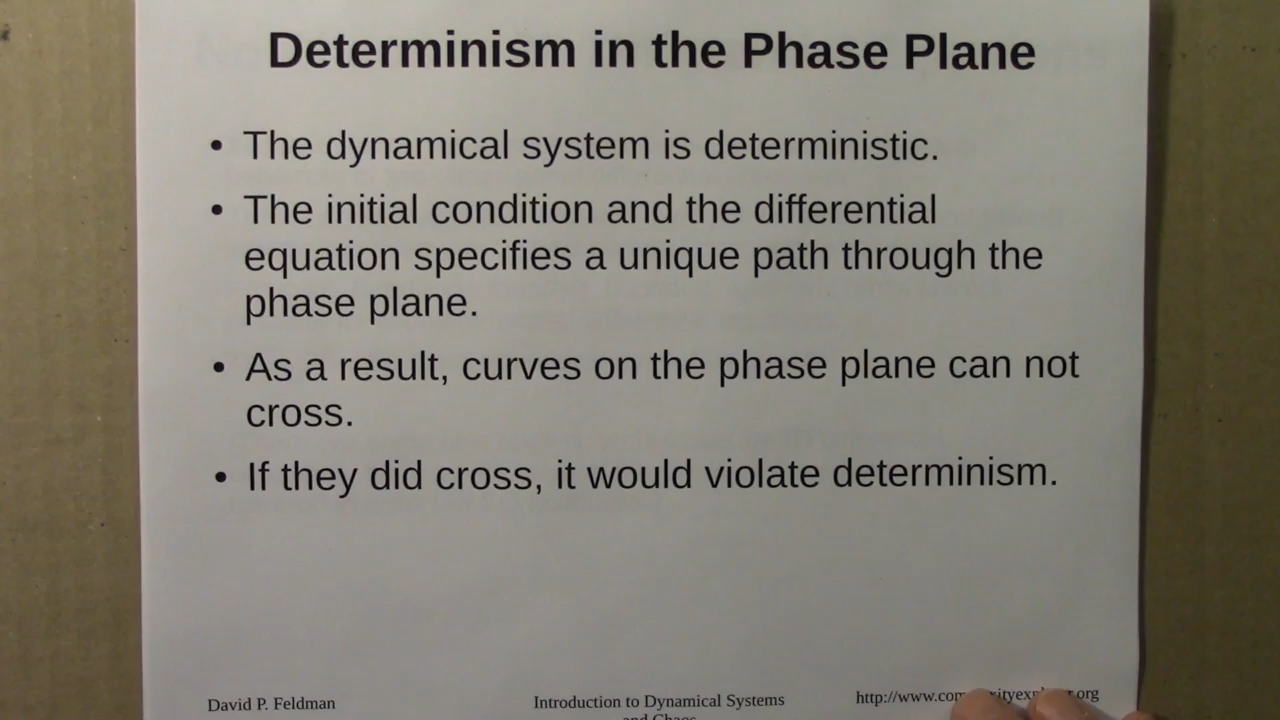 Determinism in the Phase Plane
• The dynamical system is deterministic.
• The initial condition and the differential
equation specifies a unique path through the
phase plane.
• As a result, curves on the phase plane can not
cross.
• If they did cross, it would violate determinism.
David P. Feldman
Introduction to Dynamical Systems
and Chaos